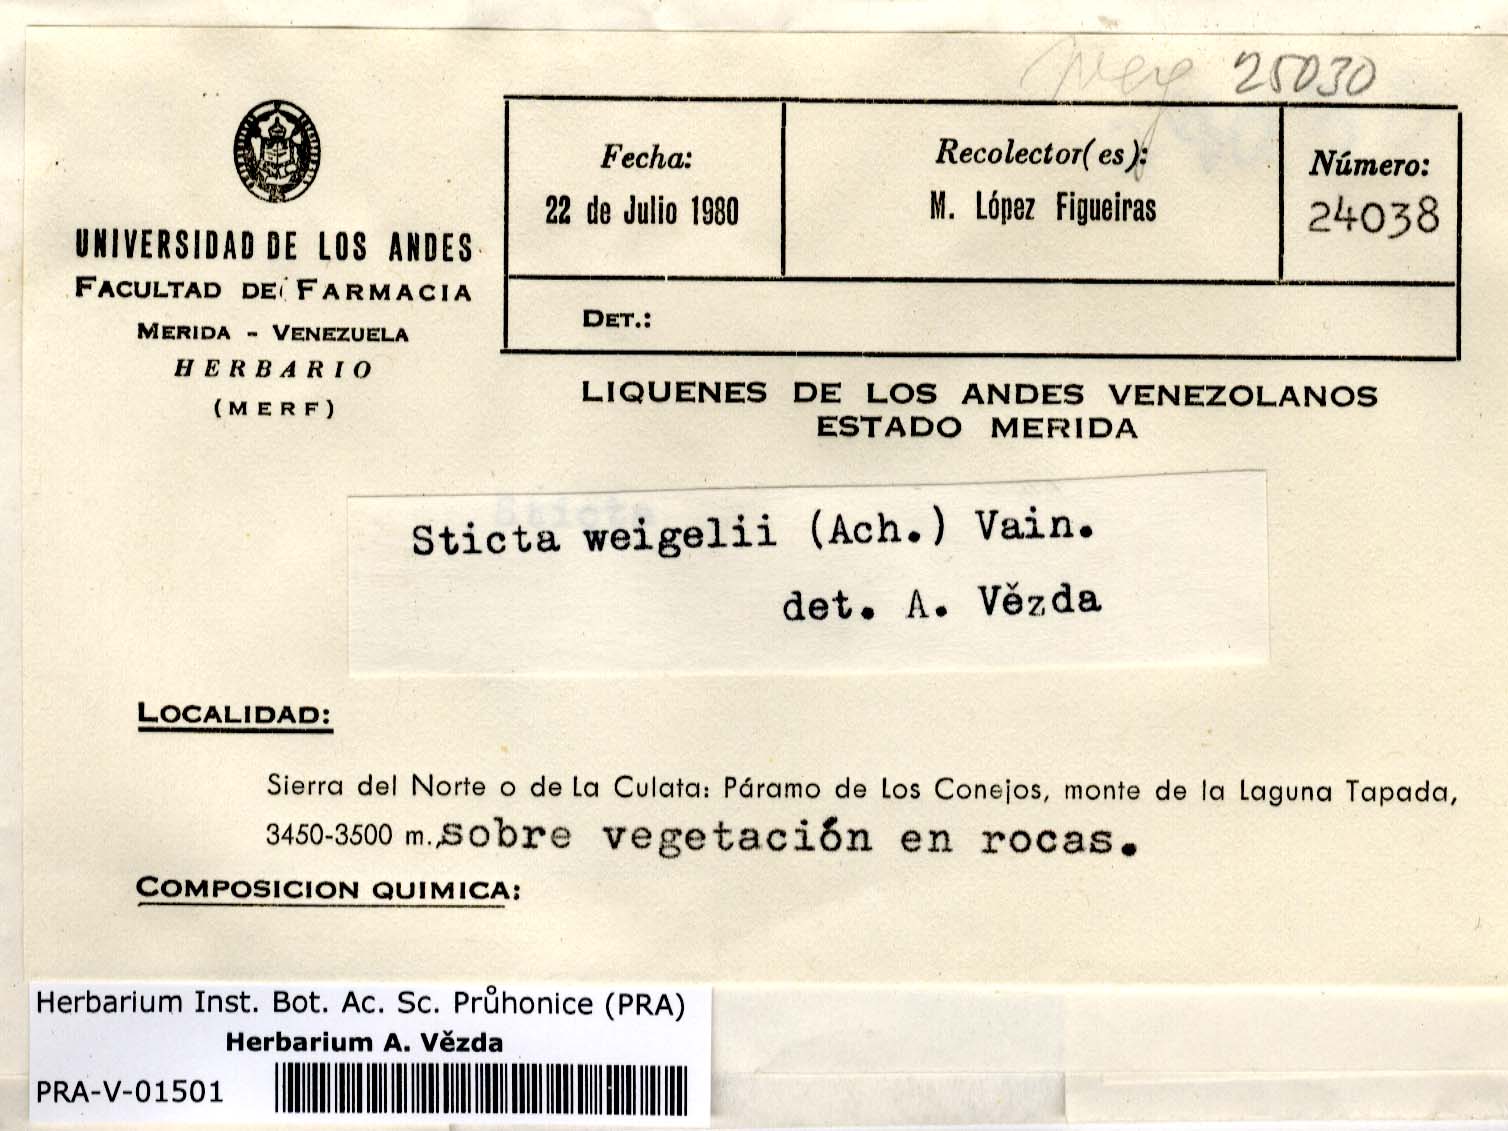 25030
UNIVERSIDAD DE LOS ANDES
FACULTAD DE FARMACIA
MERIDA - VENEZUELA
HERBARIO
(MERF)
Fecha:
22 de Julio 1980
Recolector(es):
M. López Figueiras
Número:
24038
DET.:
LIQUENES DE LOS ANDES VENEZOLANOS
ESTADO MERIDA
Sticta weigelii (Ach.) Vain.
det. A. Vězda
LOCALIDAD:
Sierra del Norte o de La Culata: Páramo de Los Conejos, monte de la Laguna Tapada,
3450-3500 m., sobre vegetación en rocas.
COMPOSICION QUIMICA:
Herbarium Inst. Bot. Ac. Sc. Průhonice (PRA)
Herbarium A. Vězda
PRA-V-01501